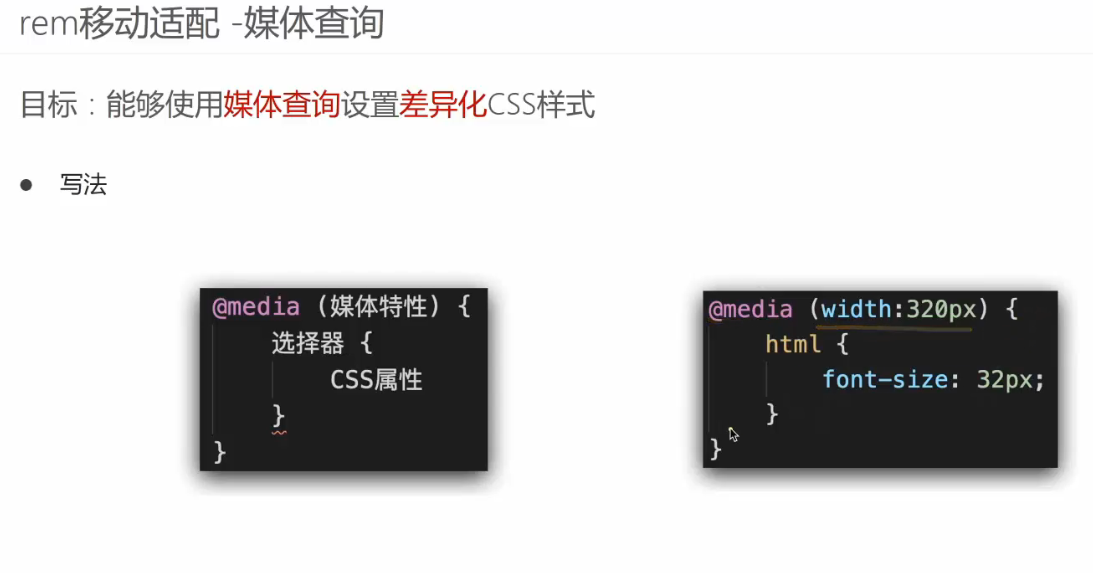 rem移动适配 -媒体查询
目标：能够使用媒体查询设置差异化CSS样式
● 写法
@media (媒体特性) {
选择器 {
CSS属性
}
}
@media (width:320px) {
html {
font-size: 32px;
}
}